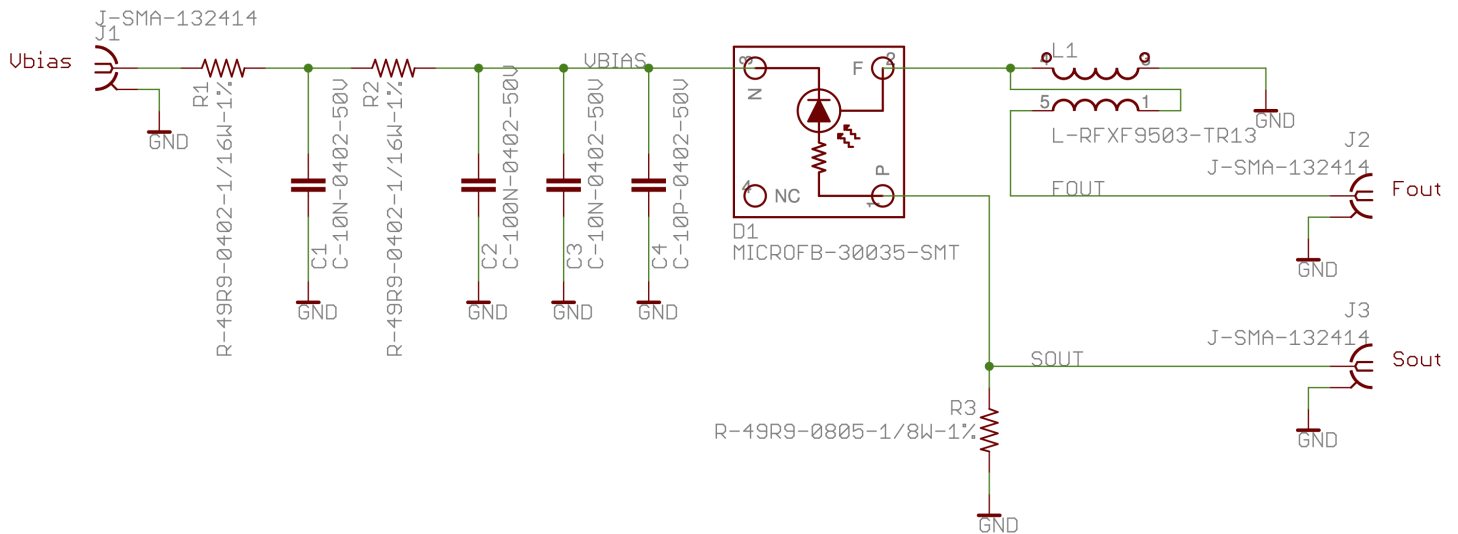 J-SMA-132414
J1
Vbias
GND
R1
R-49R9-0402-1/16W-1%
C1
C-10N-0402-50V
GND
R2
R-49R9-0402-1/16W-1%
C2
C-100N-0402-50V
GND
C3
C-10N-0402-50V
GND
VBIAS
C4
C-10P-0402-50V
GND
3
N
F
2
4
NC
P
1
D1
MICROFB-30035-SMT
L1
4
3
5
1
L-RFXF9503-TR13
GND
J2
J-SMA-132414
FOUT
Fout
GND
J3
J-SMA-132414
SOUT
Sout
GND
R3
R-49R9-0805-1/8W-1%
GND